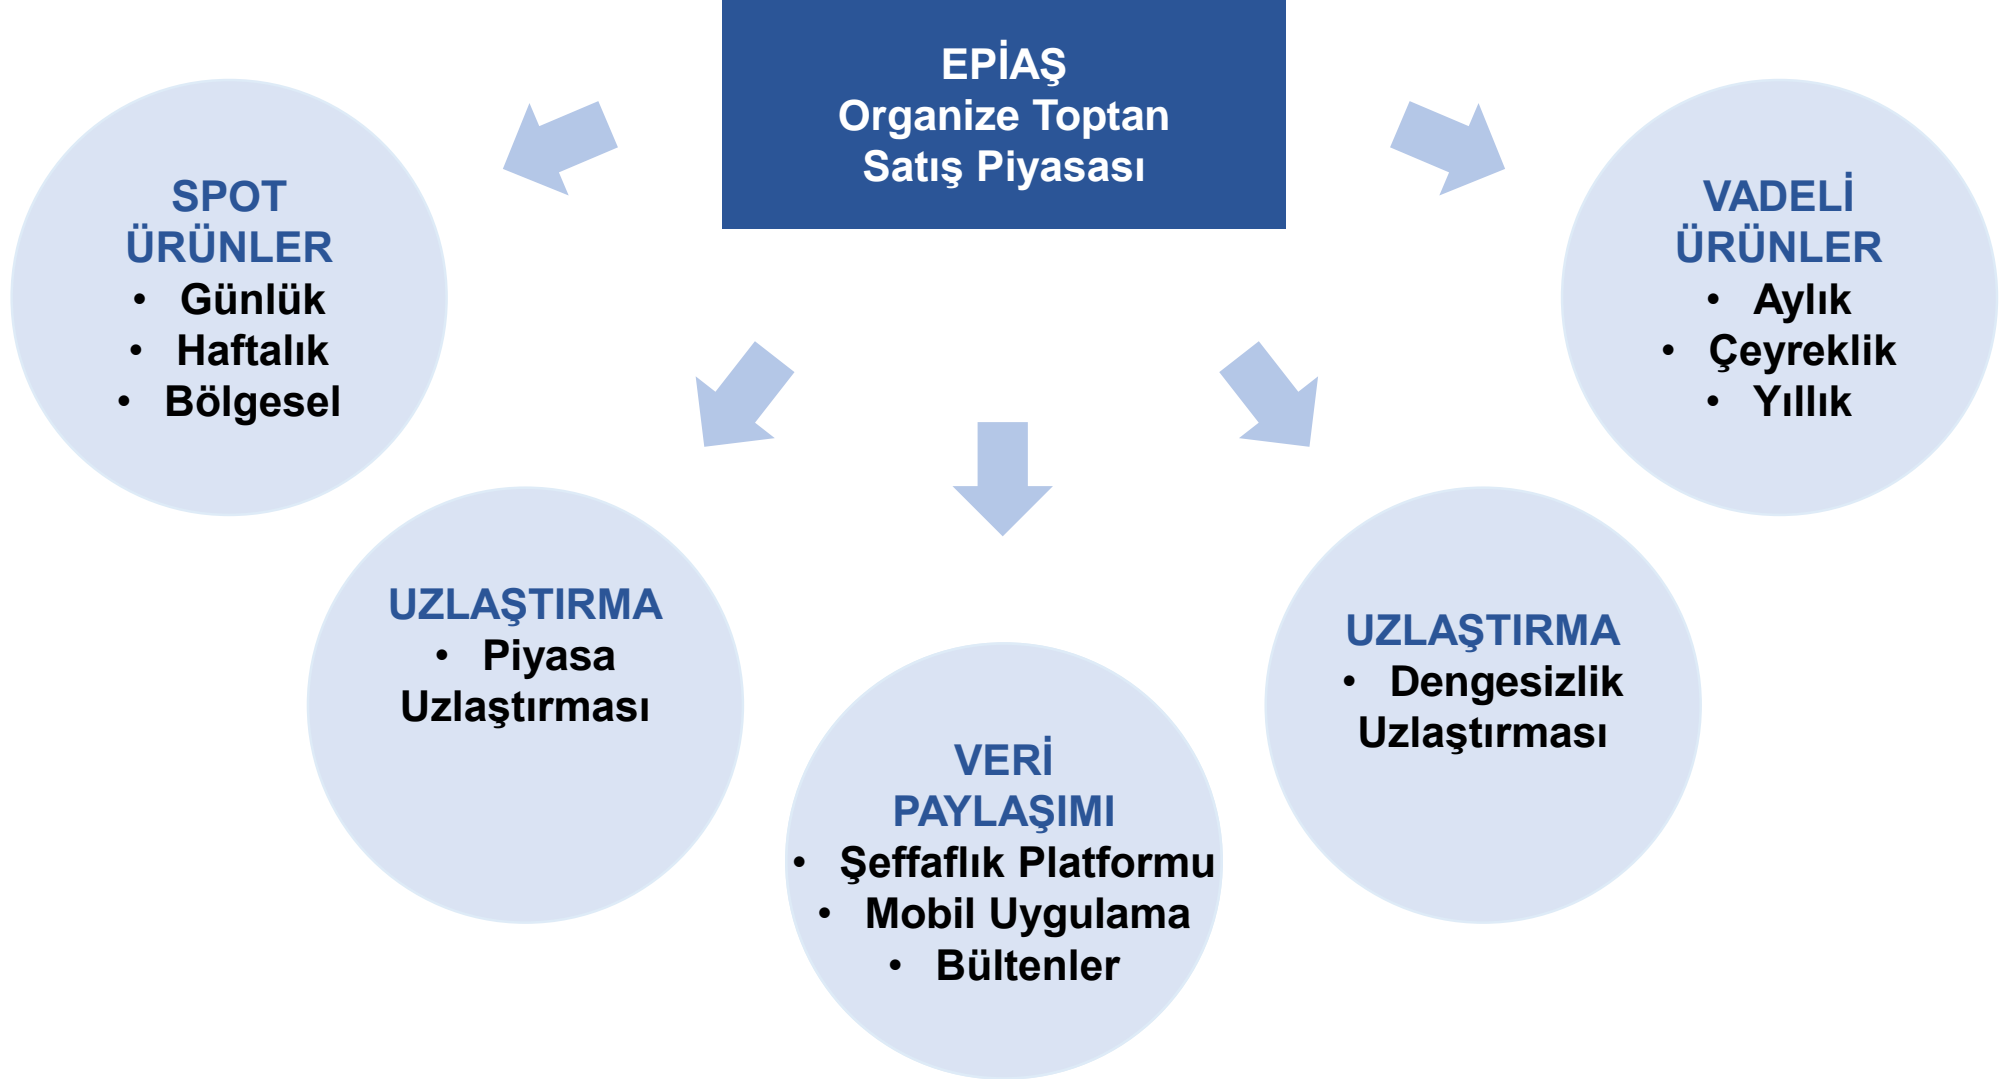 EPİAŞ
Organize Toptan
Satış Piyasası
SPOT
ÜRÜNLER
• Günlük
• Haftalık
• Bölgesel
UZLAŞTIRMA
• Piyasa
Uzlaştırması
VERİ
PAYLAŞIMI
• Şeffaflık Platformu
• Mobil Uygulama
• Bültenler
UZLAŞTIRMA
• Dengesizlik
Uzlaştırması
VADELİ
ÜRÜNLER
• Aylık
• Çeyreklik
• Yıllık